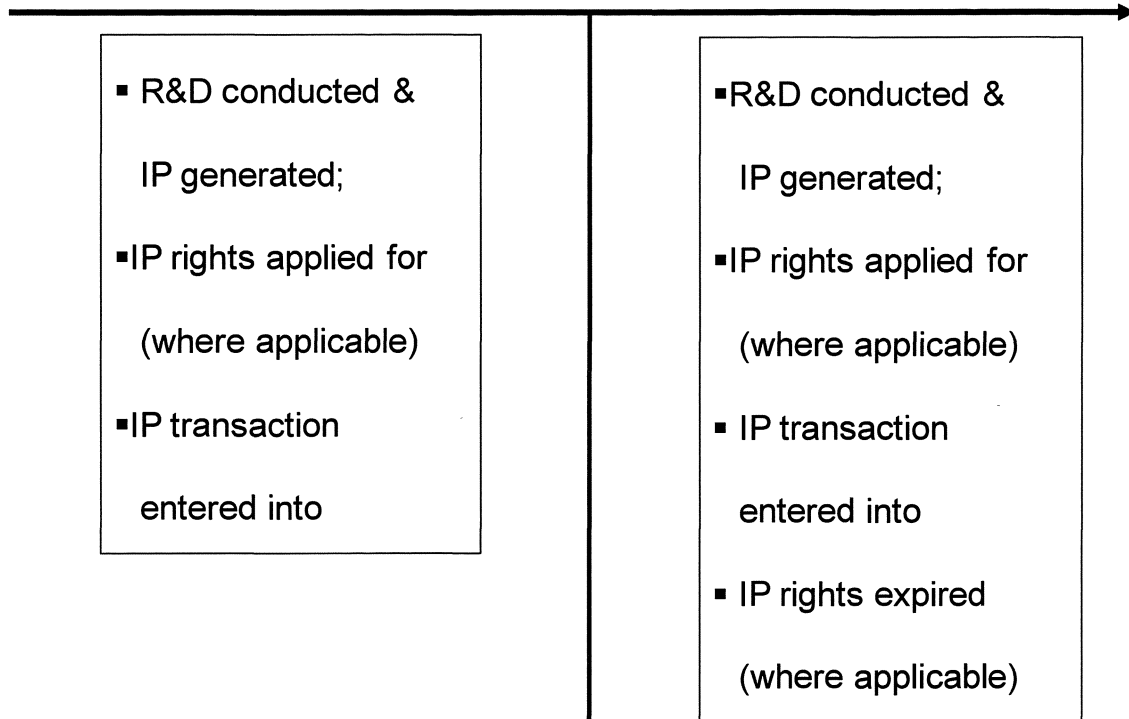 ▪ R&D conducted &
IP generated;
▪IP rights applied for
(where applicable)
▪IP transaction
entered into
▪R&D conducted &
IP generated;
▪IP rights applied for
(where applicable)
▪ IP transaction
entered into
▪ IP rights expired
(where applicable)